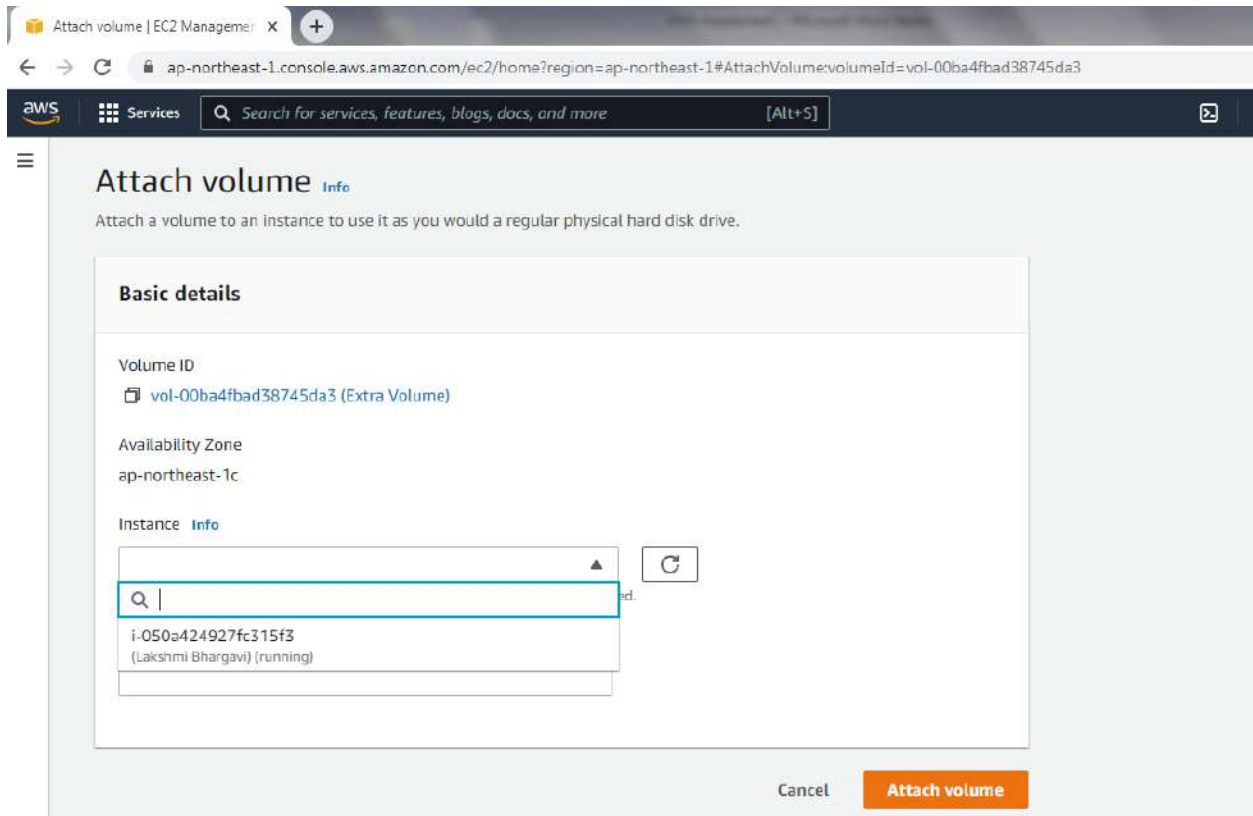 Attach volume | EC2 Managemen
ap-northeast-1.console.aws.amazon.com/ec2/home?region=ap-northeast-1#AttachVolume:volumeId=vol-00ba4fbad38745da3
aws Services Search for services, features, blogs, docs, and more [Alt+S]
Attach volume Info
Attach a volume to an instance to use it as you would a regular physical hard disk drive.
Basic details
Volume ID
vol-00ba4fbad38745da3 (Extra Volume)
Availability Zone
ap-northeast-1c
Instance Info
ed.
i-050a424927fc315f3
(Lakshmi Bhargavi) (running)
Cancel Attach volume